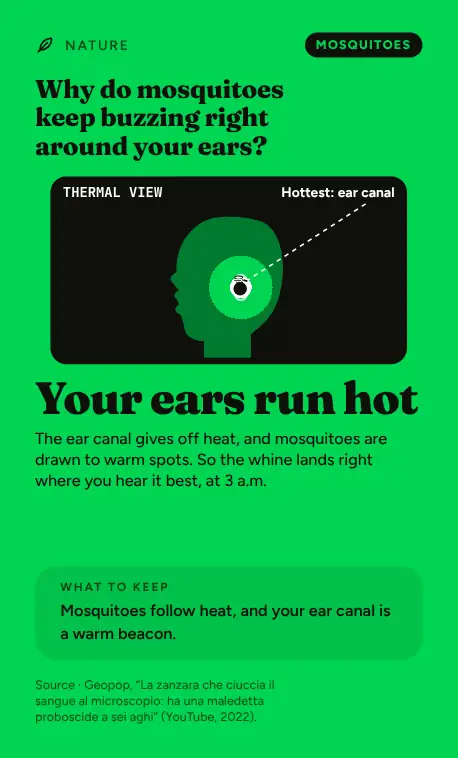 NATURE
MOSQUITOES
Why do mosquitoes
keep buzzing right
around your ears?
THERMAL VIEW
Hottest: ear canal
Your ears run hot
The ear canal gives off heat, and mosquitoes are
drawn to warm spots. So the whine lands right
where you hear it best, at 3 a.m.
WHAT TO KEEP
Mosquitoes follow heat, and your ear canal is
a warm beacon.
Source · Geopop, “La zanzara che ciuccia il
sangue al microscopio: ha una maledetta
proboscide a sei aghi” (YouTube, 2022).